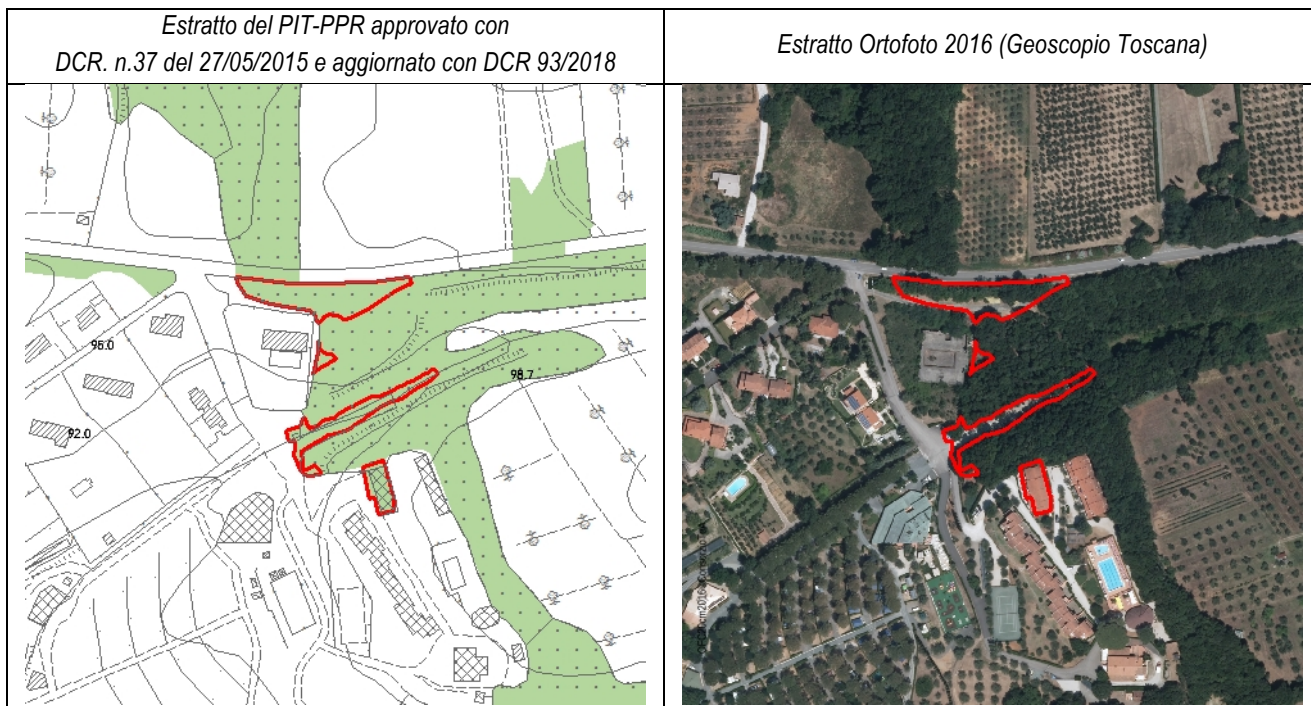 Estratto del PIT-PPR approvato con
DCR. n.37 del 27/05/2015 e aggiornato con DCR 93/2018
Estratto Ortofoto 2016 (Geoscopio Toscana)
95.0
98.7
92.0